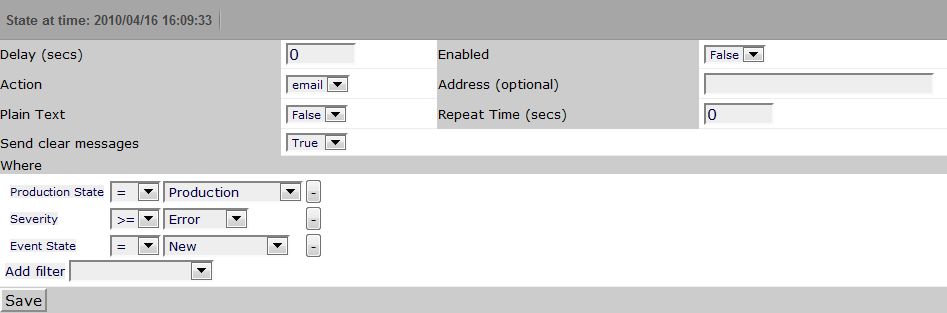 State at time: 2010/04/16 16:09:33
Delay (secs) 0 Enabled False
Action email Address (optional)
Plain Text False Repeat Time (secs) 0
Send clear messages True
Where
Production State = Production -
Severity >= Error -
Event State = New -
Add filter
Save